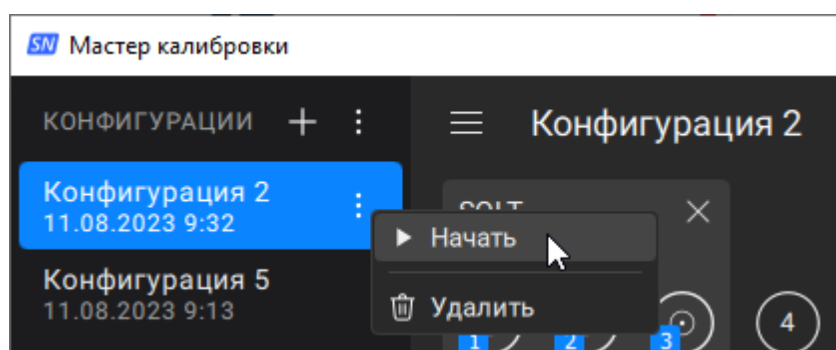 SN Мастер калибровки
КОНФИГУРАЦИИ
Конфигурация 2
Конфигурация 2
11.08.2023 9:32
SOLT
Начать
Конфигурация 5
11.08.2023 9:13
Удалить
1 2 3 4